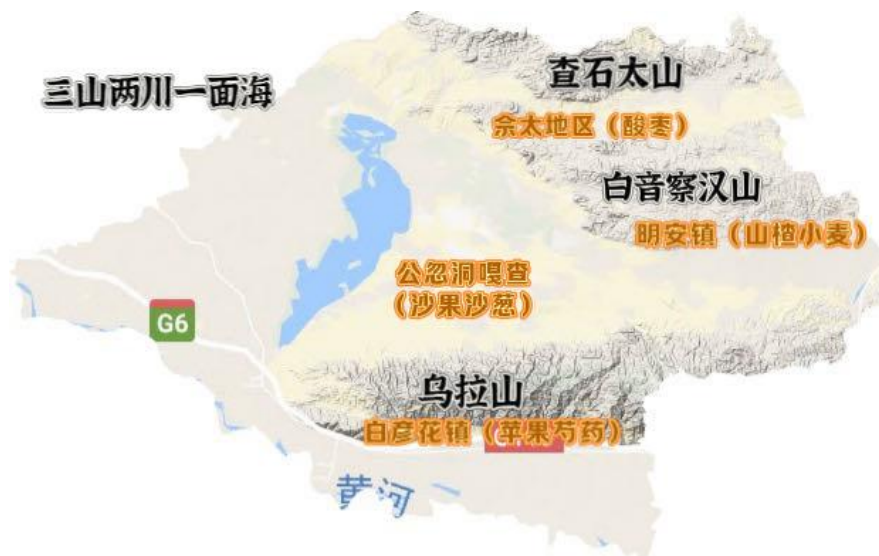 三山两川一面海
查石太山
佘太地区（酸枣）
白音察汉山
明安镇（山楂小麦）
公忽洞嘎查
（沙果沙葱）
G6
乌拉山
白彦花镇（苹果芍药）
黄河